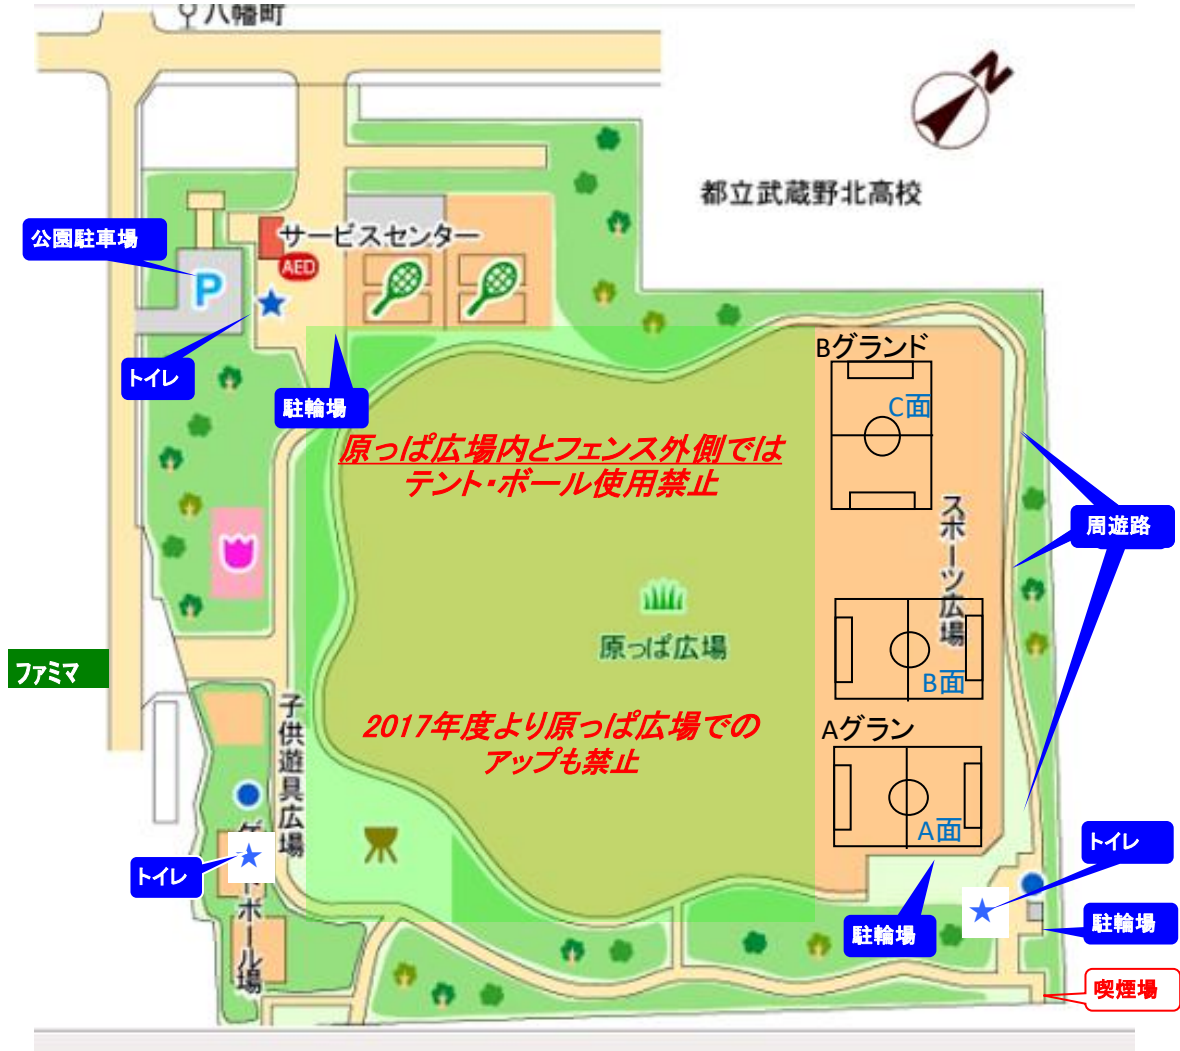 八幡町
N
都立武蔵野北高校
公園駐車場
サービスセンター
AED
P
トイレ
駐輪場
Bグランド
C面
原っぱ広場内とフェンス外側では
テント・ボール使用禁止
スポーツ広場
周遊路
原っぱ広場
B面
ファミマ
子供遊具広場
2017年度より原っぱ広場での
アップも禁止
Aグラン
A面
トイレ
トボール場
トイレ
駐輪場
駐輪場
喫煙場